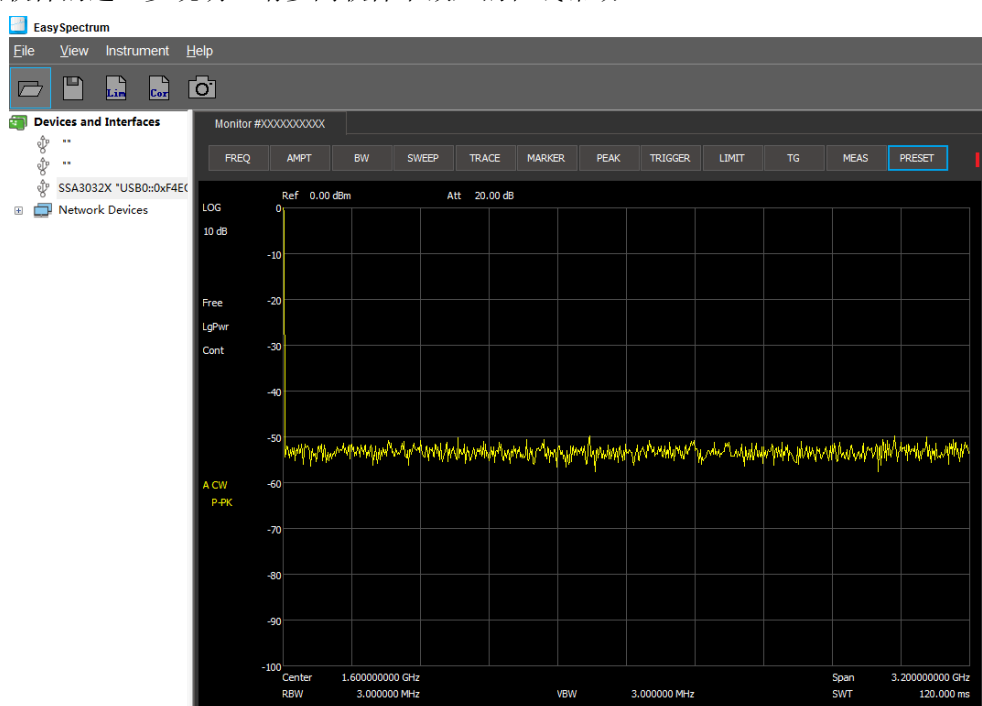 EasySpectrum
File View Instrument Help
Lim Cor
Devices and Interfaces
""
""
SSA3032X "USB0::0xF4E
Network Devices
Monitor #XXXXXXXXXX
FREQ AMPT BW SWEEP TRACE MARKER PEAK TRIGGER LIMIT TG MEAS PRESET
Ref 0.00 dBm Att 20.00 dB
LOG
10 dB
Free
LgPwr
Cont
A CW
P-PK
0
-10
-20
-30
-40
-50
-60
-70
-80
-90
-100
Center 1.600000000 GHz Span 3.200000000 GHz
RBW 3.000000 MHz VBW 3.000000 MHz SWT 120.000 ms